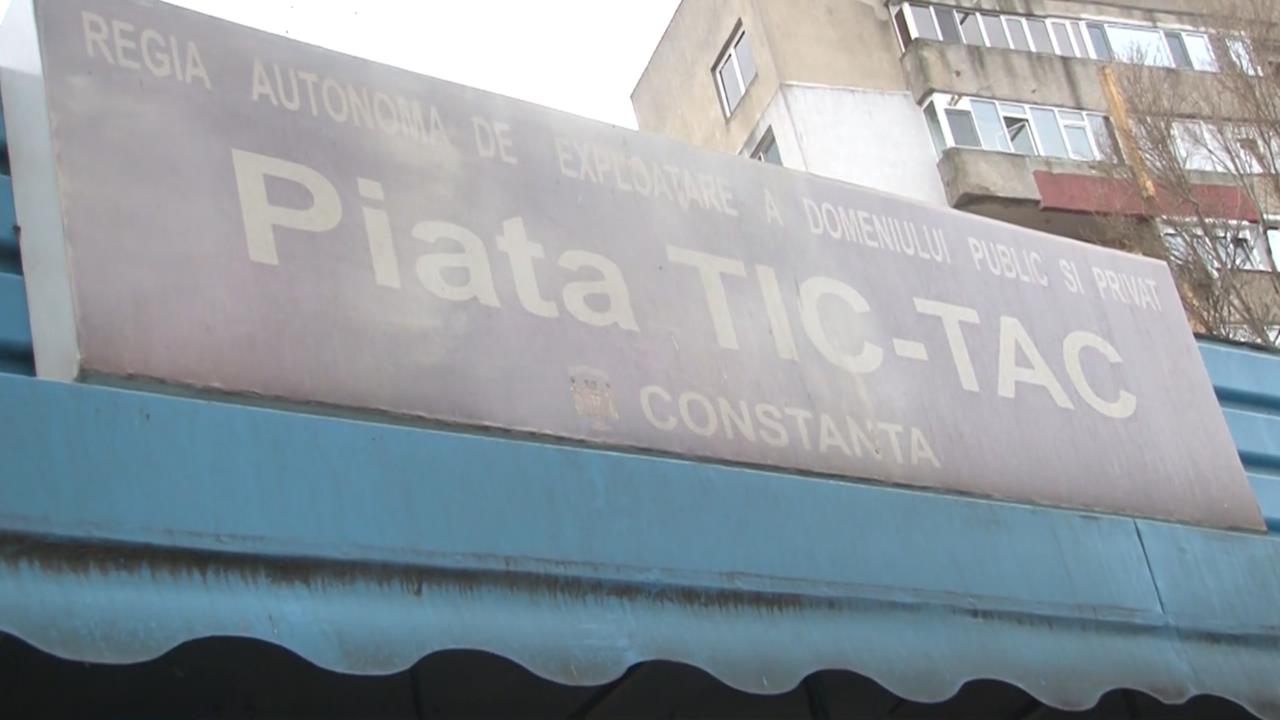 REGIA AUTONOMA DE EXPLOATARE A DOMENIULUI PUBLIC SI PRIVAT
Piata TIC-TAC
CONSTANTA